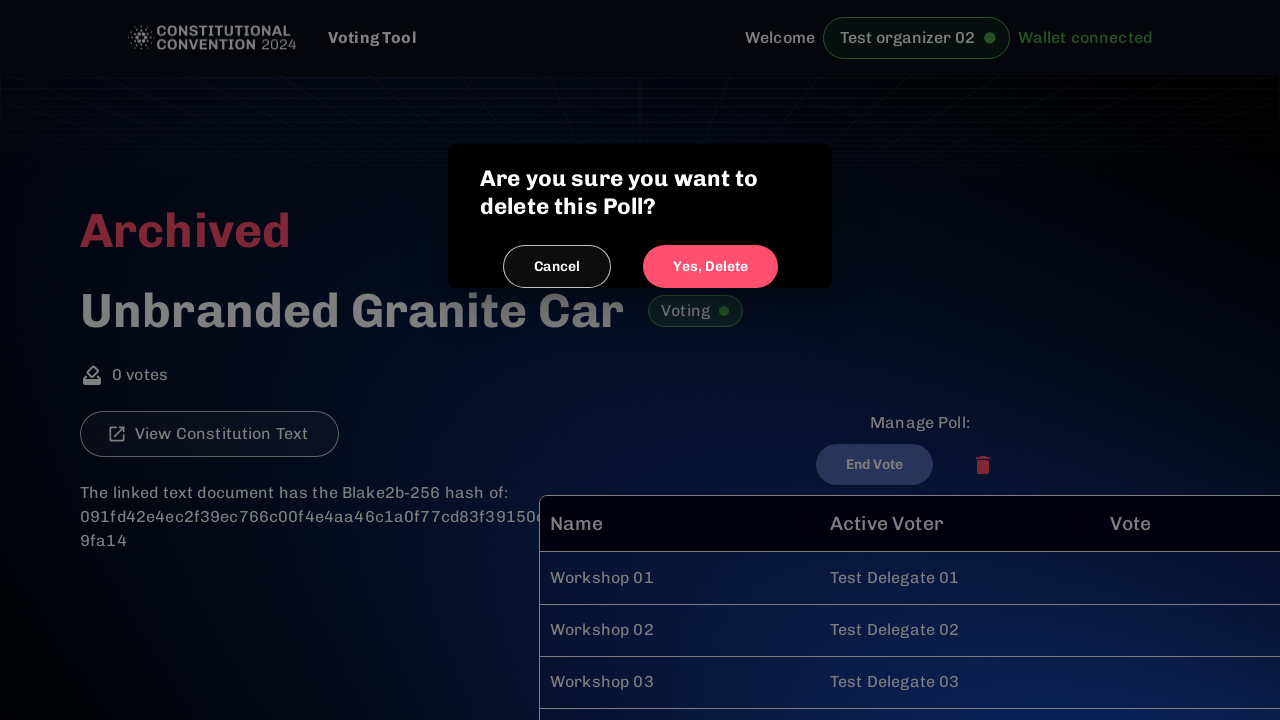 CONSTITUTIONAL
CONVENTION 2024
Voting Tool
Welcome
Test organizer 02
Wallet connected
Are you sure you want to
delete this Poll?
Cancel
Yes, Delete
Archived
Unbranded Granite Car
Voting
0 votes
View Constitution Text
Manage Poll:
End Vote
The linked text document has the Blake2b-256 hash of:
091fd42e4ec2f39ec766c00f4e4aa46c1a0f77cd83f39150
9fa14
Name Active Voter Vote
Workshop 01 Test Delegate 01
Workshop 02 Test Delegate 02
Workshop 03 Test Delegate 03